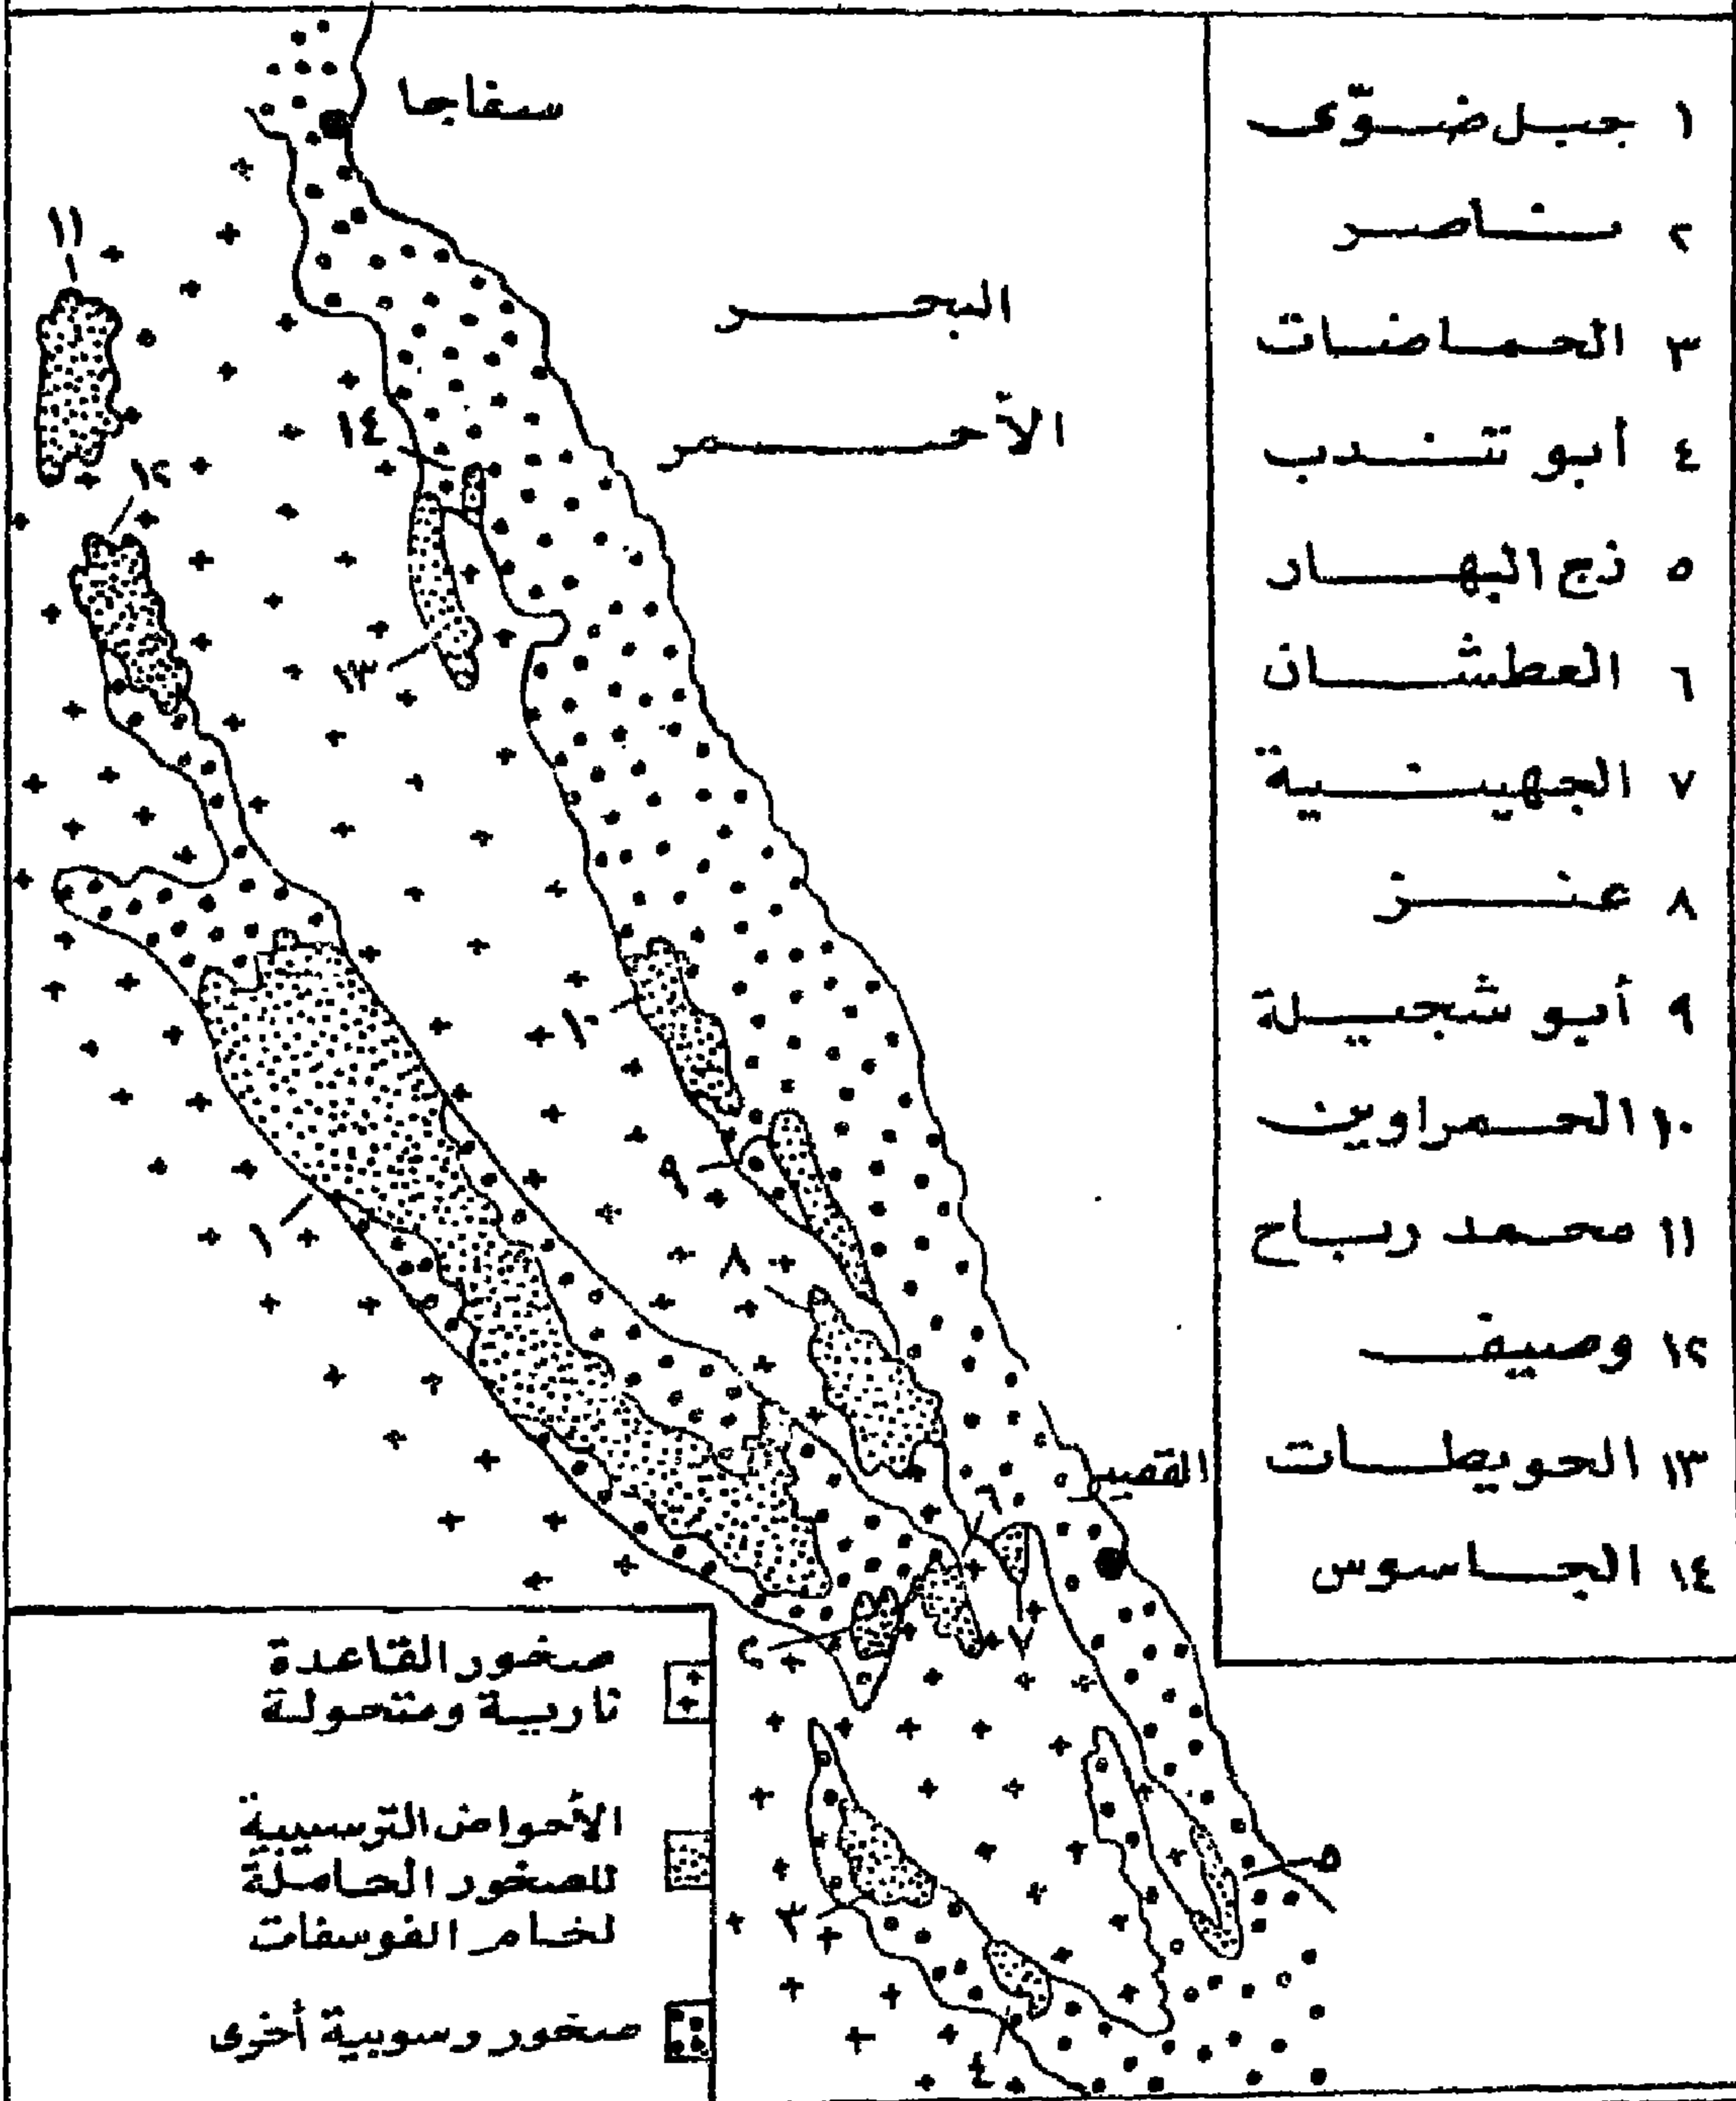 سفاجا
البحر
الأحمر
القصير
١ جبل ضوّى
٢ ناصر
٣ الحماضات
٤ أبو تندب
٥ زج البهار
٦ العطشان
٧ الجهينية
٨ عنز
٩ أبو شجيلة
١٠ الحمراوين
١١ محمد رباح
١٢ وصيف
١٣ الحويطات
١٤ الجاسوس
١١
١٢
١٤
١٣
١٠
٩
٨
١
٦
٧
٢
٣
٥
٤
صخور القاعدة
نارية ومتحولة
الأحواض الترسيبية
للصخور الحاملة
لخام الفوسفات
صخور رسوبية أخرى